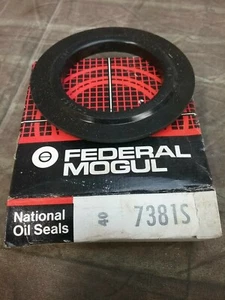 FEDERAL
MOGUL
National
Oil Seals
40
7381S